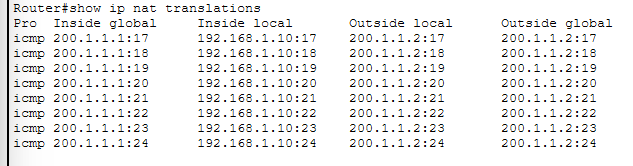 Router#show ip nat translations
Pro  Inside global     Inside local       Outside local      Outside global
icmp 200.1.1.1:17      192.168.1.10:17    200.1.1.2:17       200.1.1.2:17
icmp 200.1.1.1:18      192.168.1.10:18    200.1.1.2:18       200.1.1.2:18
icmp 200.1.1.1:19      192.168.1.10:19    200.1.1.2:19       200.1.1.2:19
icmp 200.1.1.1:20      192.168.1.10:20    200.1.1.2:20       200.1.1.2:20
icmp 200.1.1.1:21      192.168.1.10:21    200.1.1.2:21       200.1.1.2:21
icmp 200.1.1.1:22      192.168.1.10:22    200.1.1.2:22       200.1.1.2:22
icmp 200.1.1.1:23      192.168.1.10:23    200.1.1.2:23       200.1.1.2:23
icmp 200.1.1.1:24      192.168.1.10:24    200.1.1.2:24       200.1.1.2:24